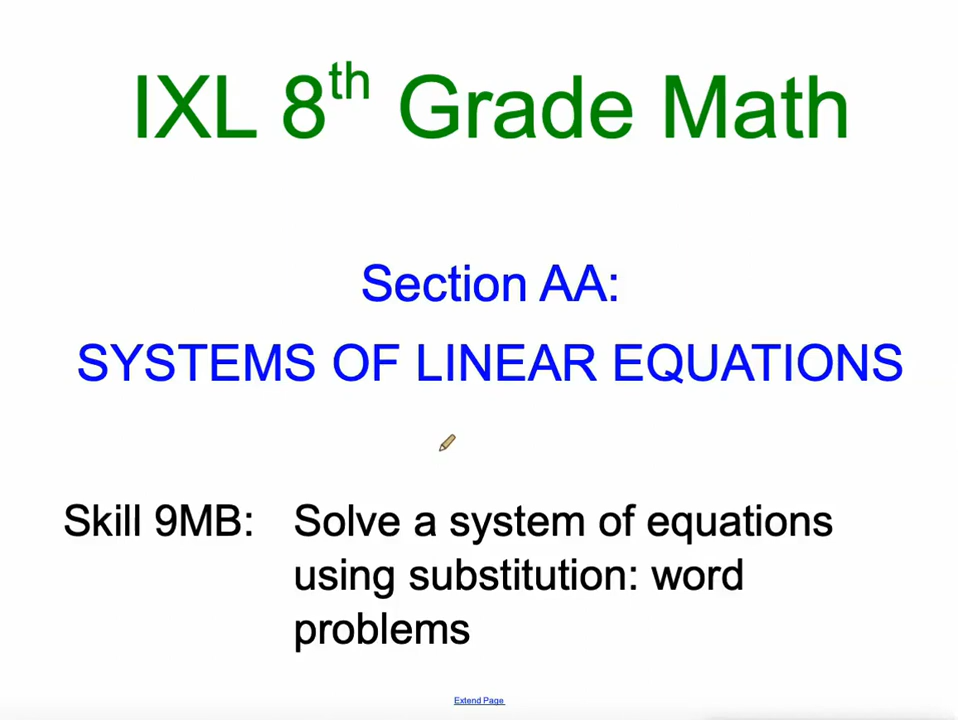 IXL 8th Grade Math
Section AA:
SYSTEMS OF LINEAR EQUATIONS
Skill 9MB: Solve a system of equations
using substitution: word
problems
Extend Page